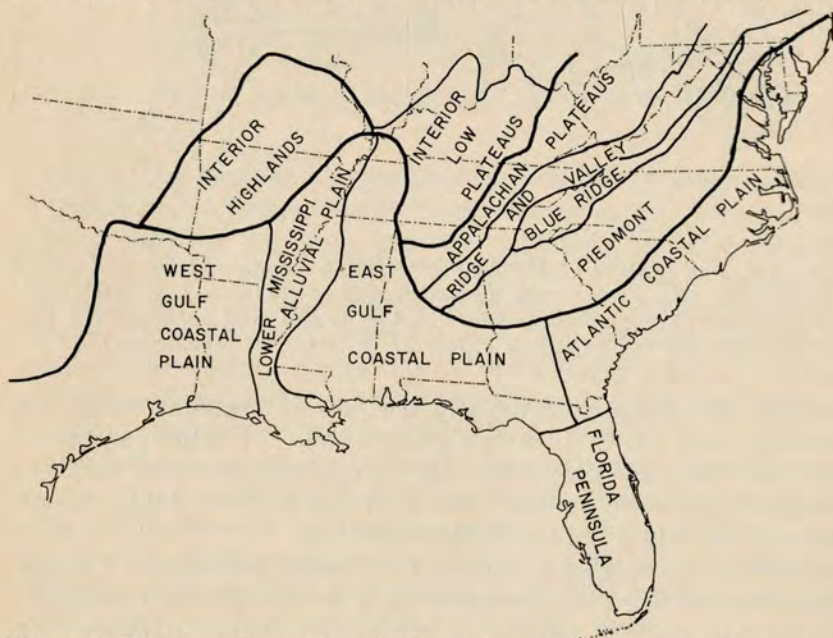 INTERIOR
HIGHLANDS
INTERIOR
LOW
PLATEAUS
APPALACHIAN PLATEAUS
RIDGE AND VALLEY
BLUE RIDGE
PIEDMONT
ATLANTIC COASTAL PLAIN
WEST
GULF
COASTAL
PLAIN
LOWER MISSISSIPPI
ALLUVIAL PLAIN
EAST
GULF
COASTAL PLAIN
FLORIDA
PENINSULA